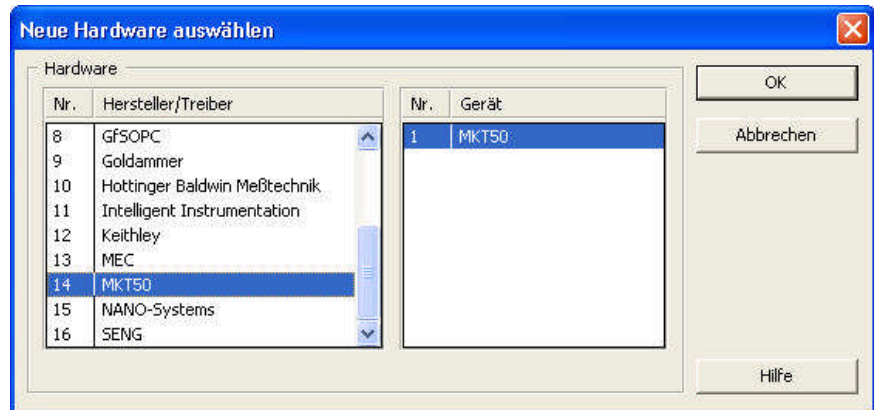 Neue Hardware auswählen
Hardware
Nr. Hersteller/Treiber
8 GfSOPC
9 Goldammer
10 Hottinger Baldwin Meßtechnik
11 Intelligent Instrumentation
12 Keithley
13 MEC
14 MKT50
15 NANO-Systems
16 SENG
Nr. Gerät
1 MKT50
OK
Abbrechen
Hilfe